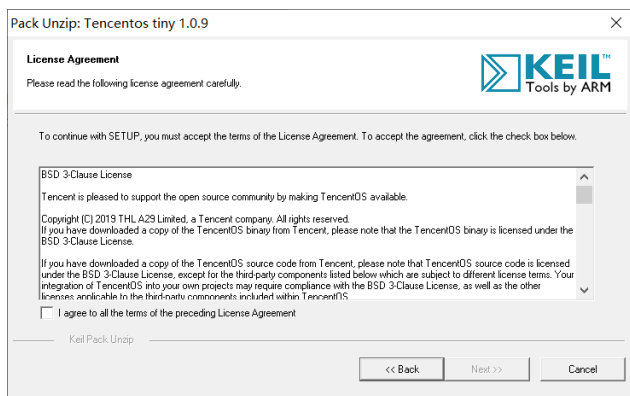 Pack Unzip: Tencentos tiny 1.0.9
License Agreement
Please read the following license agreement carefully.
KEIL™
Tools by ARM
To continue with SETUP, you must accept the terms of the License Agreement. To accept the agreement, click the check box below.
BSD 3-Clause License
Tencent is pleased to support the open source community by making TencentOS available.
Copyright (C) 2019 THL A29 Limited, a Tencent company. All rights reserved.
If you have downloaded a copy of the TencentOS binary from Tencent, please note that the TencentOS binary is licensed under the
BSD 3-Clause License.
If you have downloaded a copy of the TencentOS source code from Tencent, please note that TencentOS source code is licensed
under the BSD 3-Clause License, except for the third-party components listed below which are subject to different license terms. Your
integration of TencentOS into your own projects may require compliance with the BSD 3-Clause License, as well as the other
licenses applicable to the third-party components included within TencentOS.
I agree to all the terms of the preceding License Agreement
Keil Pack Unzip
<< Back
Next >>
Cancel